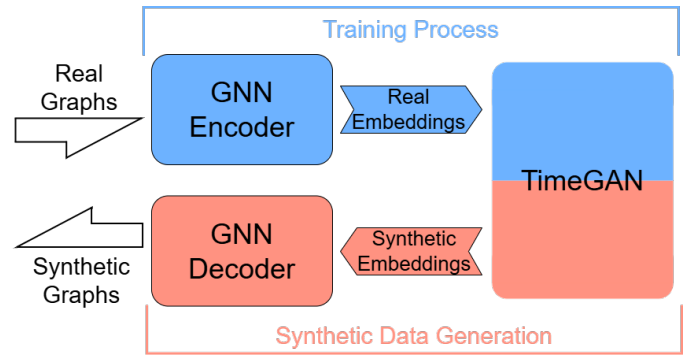 Training Process
Real
Graphs
GNN
Encoder
Real
Embeddings
TimeGAN
GNN
Decoder
Synthetic
Embeddings
Synthetic
Graphs
Synthetic Data Generation